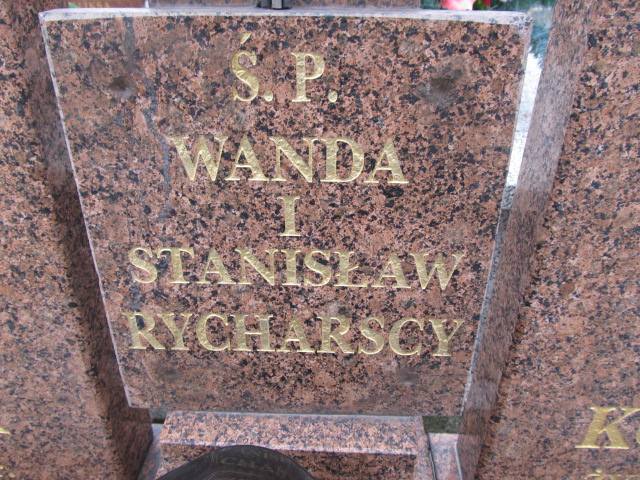 Ś. P.
WANDA
I
STANISŁAW
RYCHARSCY
K